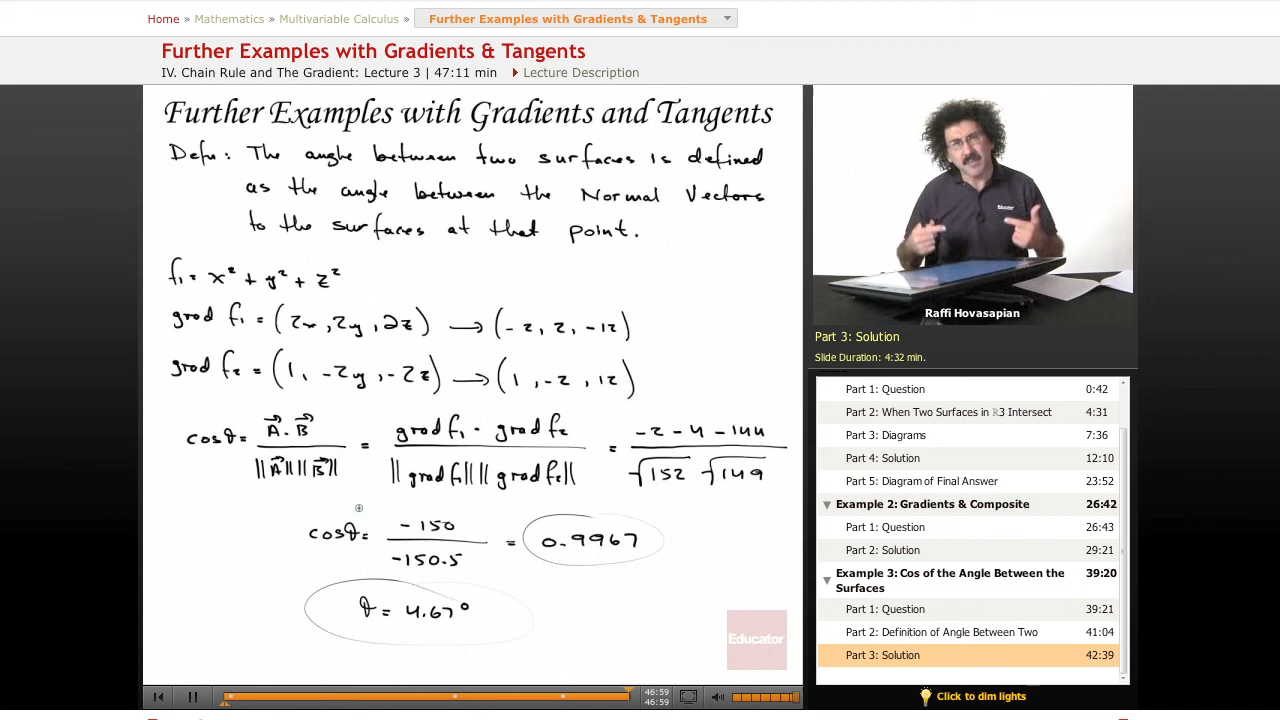 Home » Mathematics » Multivariable Calculus » Further Examples with Gradients & Tangents
Further Examples with Gradients & Tangents
IV. Chain Rule and The Gradient: Lecture 3 | 47:11 min Lecture Description
Further Examples with Gradients and Tangents
Defn: The angle between two surfaces is defined
as the angle between the Normal Vectors
to the surfaces at that point.
f₁ = x² + y² + z²
grad f₁ = (2x, 2y, 2z) → (-2, 2, -12)
grad f₂ = (1, -2y, -2z) → (1, -2, 12)
cosθ = A·B / ||A|| ||B|| = grad f₁ · grad f₂ / ||grad f₁|| ||grad f₂|| = -2 - 4 - 144 / √152 √149
cosθ = -150 / -150.5 = 0.9967
θ = 4.67°
Educator
Educator
Raffi Hovasapian
Part 3: Solution
Slide Duration: 4:32 min.
Part 1: Question 0:42
Part 2: When Two Surfaces in ℝ3 Intersect 4:31
Part 3: Diagrams 7:36
Part 4: Solution 12:10
Part 5: Diagram of Final Answer 23:52
Example 2: Gradients & Composite 26:42
Part 1: Question 26:43
Part 2: Solution 29:21
Example 3: Cos of the Angle Between the 39:20
Surfaces
Part 1: Question 39:21
Part 2: Definition of Angle Between Two 41:04
Part 3: Solution 42:39
46:59
46:59
Click to dim lights